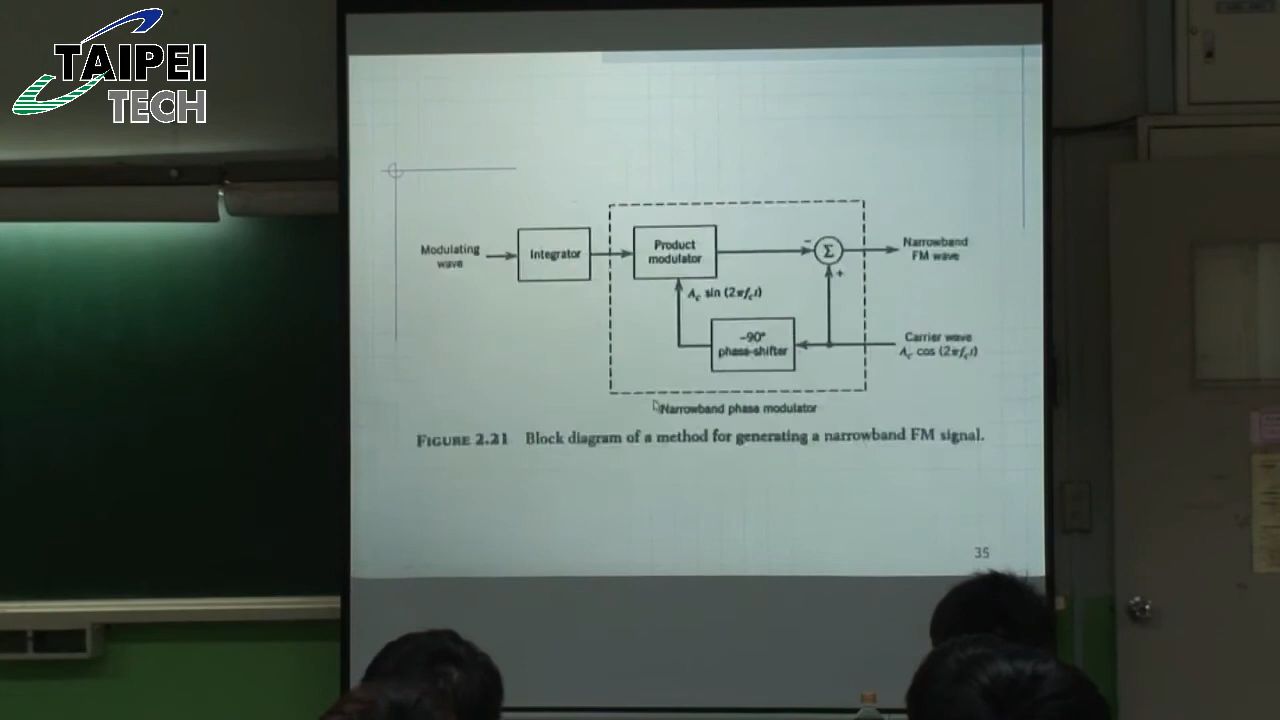 TAIPEI
TECH
Modulating
wave
Integrator
Product
modulator
−
Σ
+
Narrowband
FM wave
A_c sin (2πf_c t)
−90°
phase-shifter
Carrier wave
A_c cos (2πf_c t)
Narrowband phase modulator
FIGURE 2.21 Block diagram of a method for generating a narrowband FM signal.
35